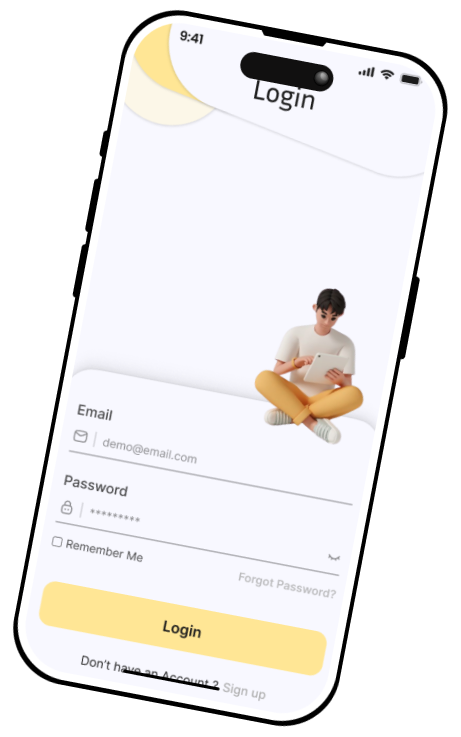 9:41
Login
Email
demo@email.com
Password
*********
Remember Me
Forgot Password?
Login
Don't have an Account ? Sign up